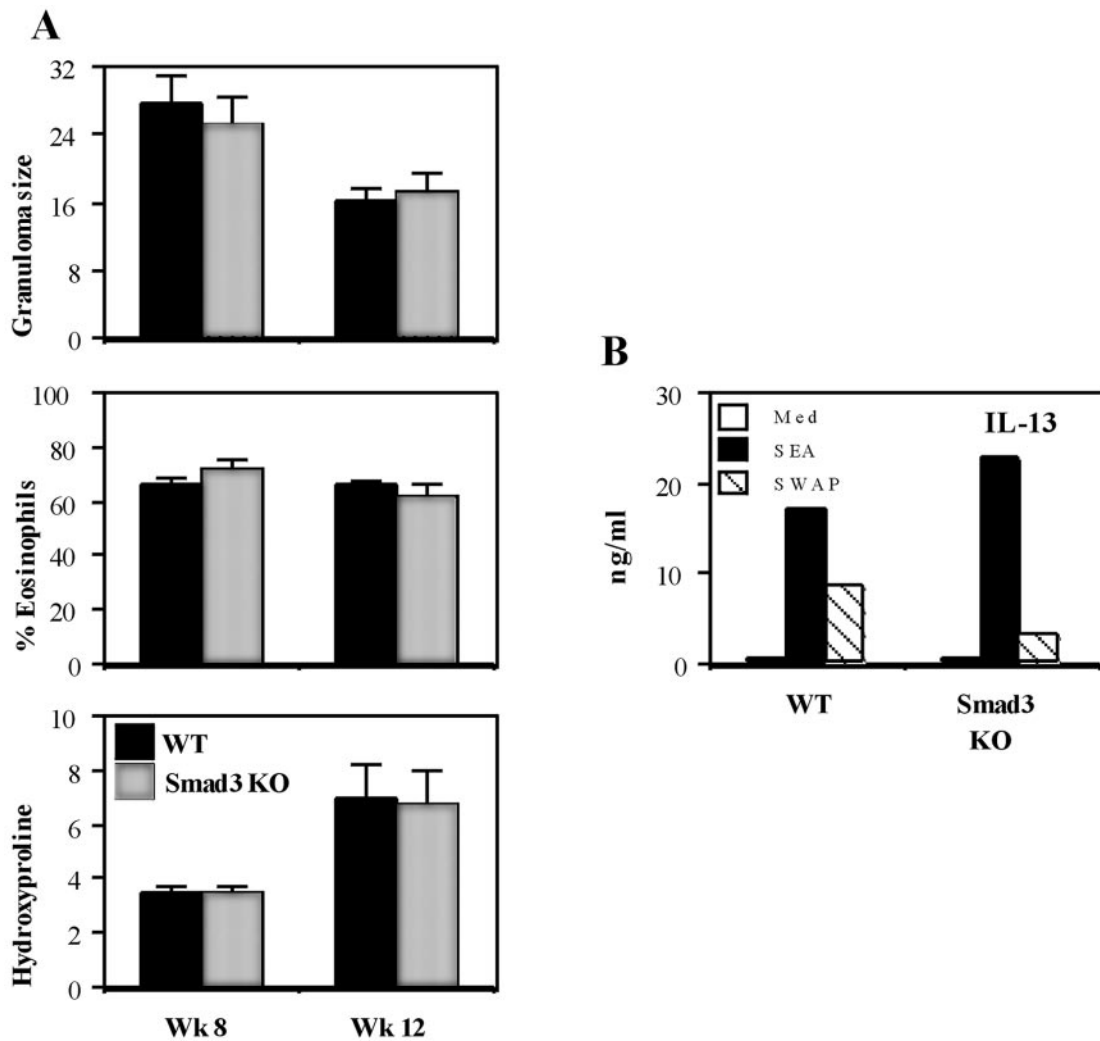 A
Granuloma size
32
24
16
8
0
% Eosinophils
100
80
60
40
20
0
Hydroxyproline
10
8
6
4
2
0
WT
Smad3 KO
Wk 8
Wk 12
B
ng/ml
30
20
10
0
Med
SEA
SWAP
IL-13
WT
Smad3
KO